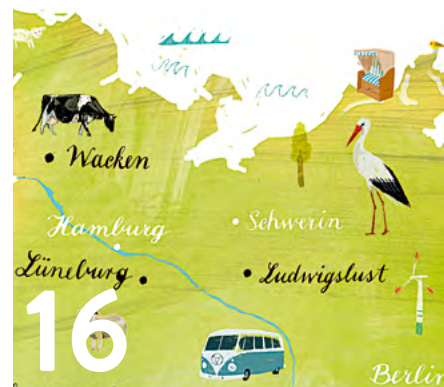 Wacken
Hamburg
Schwerin
Lüneburg
Ludwigslust
16
Berlin